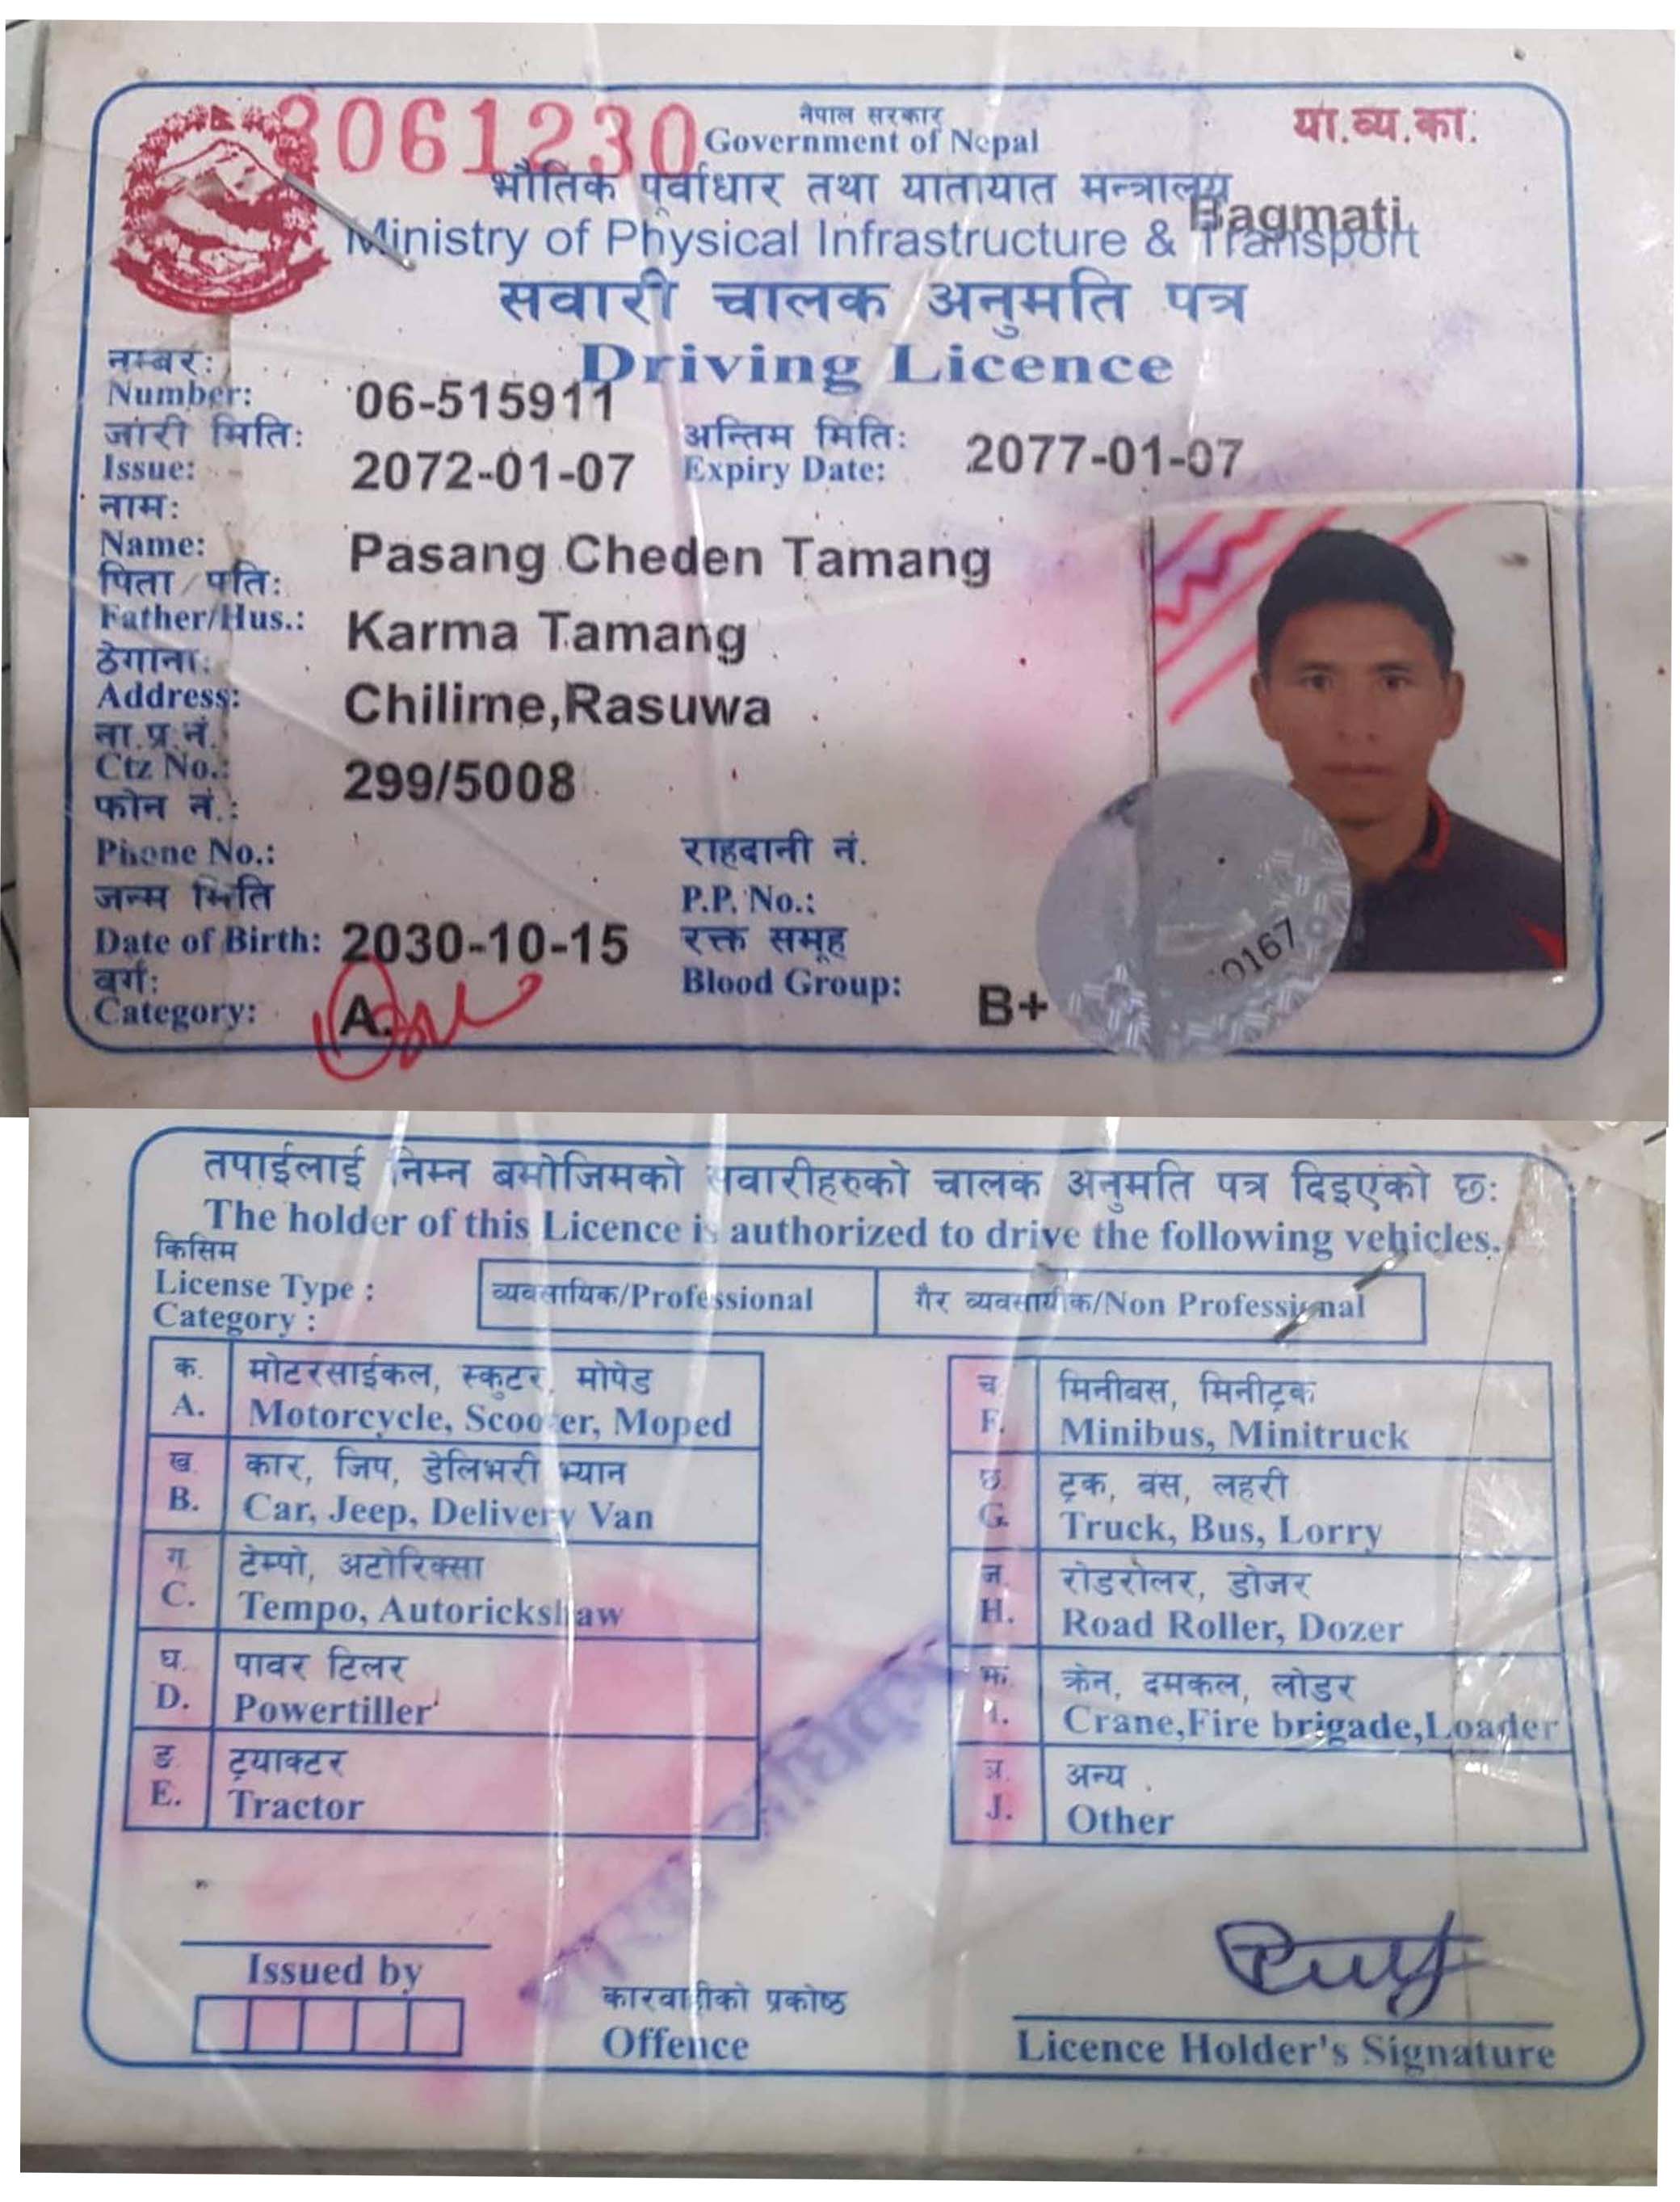 3061230
नेपाल सरकार
Government of Nepal
या.व्य.का.
भौतिक पूर्वाधार तथा यातायात मन्त्रालय
Bagmati
Ministry of Physical Infrastructure & Transport
सवारी चालक अनुमति पत्र
Driving Licence
नम्बर:
Number: 06-515911
जारी मिति: अन्तिम मिति:
Issue: 2072-01-07 Expiry Date: 2077-01-07
नाम:
Name: Pasang Cheden Tamang
पिता/पति:
Father/Hus.: Karma Tamang
ठेगाना:
Address: Chilime,Rasuwa
ना.प्र.नं.
Ctz No.: 299/5008
फोन नं.:
Phone No.: राहदानी नं.
P.P. No.:
जन्म मिति
Date of Birth: 2030-10-15 रक्त समूह
वर्ग: Blood Group: B+
Category: A.
0167
तपाईलाई निम्न बमोजिमको सवारीहरुको चालक अनुमति पत्र दिइएको छ:
The holder of this Licence is authorized to drive the following vehicles.
किसिम
License Type : व्यवसायिक/Professional गैर व्यवसायीक/Non Professional
Category :
क. मोटरसाईकल, स्कुटर, मोपेड
A. Motorcycle, Scooter, Moped
ख. कार, जिप, डेलिभरी भ्यान
B. Car, Jeep, Delivery Van
ग. टेम्पो, अटोरिक्सा
C. Tempo, Autorickshaw
घ. पावर टिलर
D. Powertiller
ङ. ट्रयाक्टर
E. Tractor
च. मिनीबस, मिनीट्रक
F. Minibus, Minitruck
छ. ट्रक, बस, लहरी
G. Truck, Bus, Lorry
ज. रोडरोलर, डोजर
H. Road Roller, Dozer
झ. क्रेन, दमकल, लोडर
I. Crane,Fire brigade,Loader
ञ. अन्य
J. Other
Issued by
कारवाहीको प्रकोष्ठ
Offence
Licence Holder's Signature